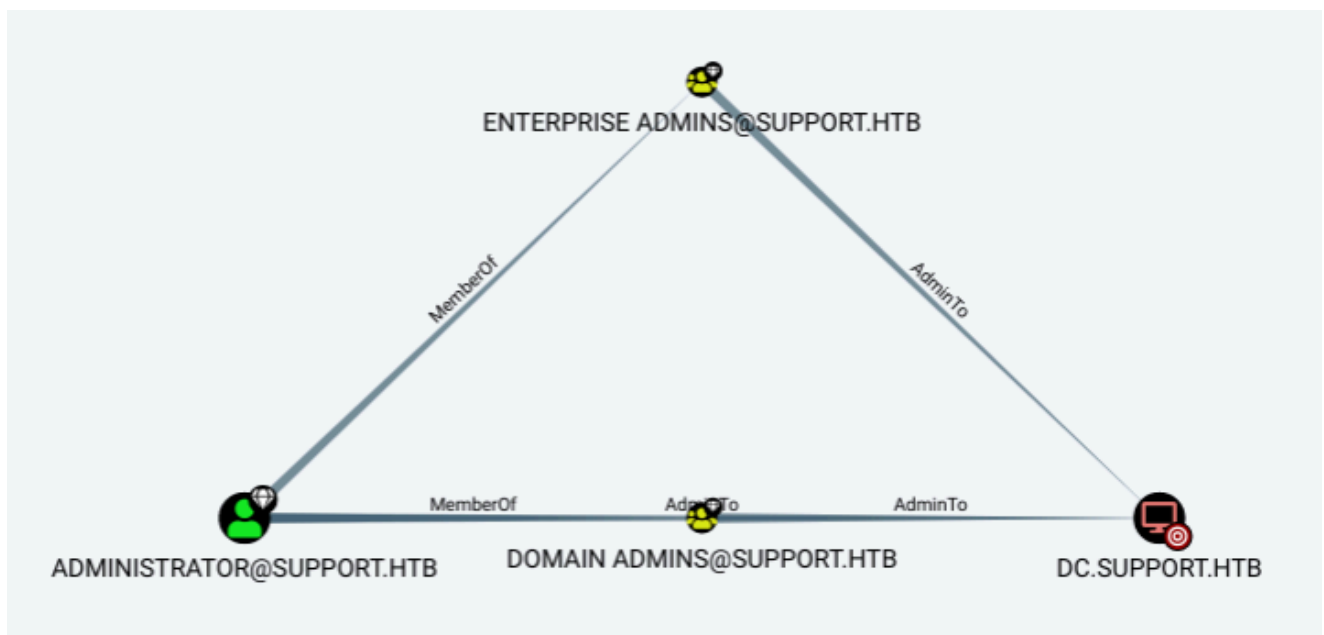 ENTERPRISE ADMINS@SUPPORT.HTB
MemberOf
AdminTo
MemberOf
AdminTo
AdminTo
ADMINISTRATOR@SUPPORT.HTB
DOMAIN ADMINS@SUPPORT.HTB
DC.SUPPORT.HTB